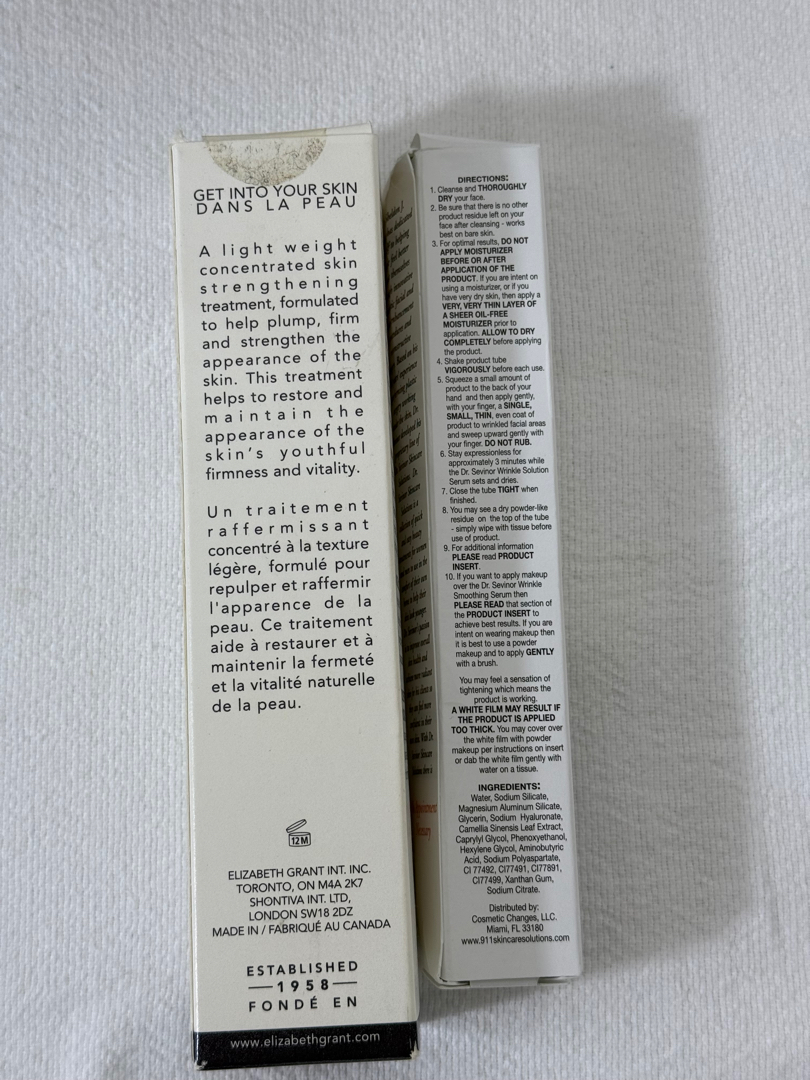 GET INTO YOUR SKIN
DANS LA PEAU
A light weight
concentrated skin
strengthening
treatment, formulated
to help plump, firm
and strengthen the
appearance of the
skin. This treatment
helps to restore and
maintain the
appearance of the
skin's youthful
firmness and vitality.
Un traitement
raffermissant
concentré à la texture
légère, formulé pour
repulper et raffermir
l'apparence de la
peau. Ce traitement
aide à restaurer et à
maintenir la fermeté
et la vitalité naturelle
de la peau.
12M
ELIZABETH GRANT INT. INC.
TORONTO, ON M4A 2K7
SHONTIVA INT. LTD,
LONDON SW18 2DZ
MADE IN / FABRIQUÉ AU CANADA
ESTABLISHED
1958
FONDÉ EN
www.elizabethgrant.com
DIRECTIONS:
1. Cleanse and THOROUGHLY
DRY your face.
2. Be sure that there is no other
product residue left on your
face after cleansing - works
best on bare skin.
3. For optimal results, DO NOT
APPLY MOISTURIZER
BEFORE OR AFTER
APPLICATION OF THE
PRODUCT. If you are intent on
using a moisturizer, or if you
have very dry skin, then apply a
VERY, VERY THIN LAYER OF
A SHEER OIL-FREE
MOISTURIZER prior to
application. ALLOW TO DRY
COMPLETELY before applying
the product.
4. Shake product tube
VIGOROUSLY before each use.
5. Squeeze a small amount of
product to the back of your
hand and then apply gently,
with your finger, a SINGLE,
SMALL, THIN, even coat of
product to wrinkled facial areas
and sweep upward gently with
your finger. DO NOT RUB.
6. Stay expressionless for
approximately 3 minutes while
the Dr. Sevinor Wrinkle Solution
Serum sets and dries.
7. Close the tube TIGHT when
finished.
8. You may see a dry powder-like
residue on the top of the tube
- simply wipe with tissue before
use of product.
9. For additional information
PLEASE read PRODUCT
INSERT.
10. If you want to apply makeup
over the Dr. Sevinor Wrinkle
Smoothing Serum then
PLEASE READ that section of
the PRODUCT INSERT to
achieve best results. If you are
intent on wearing makeup then
it is best to use a powder
makeup and to apply GENTLY
with a brush.
You may feel a sensation of
tightening which means the
product is working.
A WHITE FILM MAY RESULT IF
THE PRODUCT IS APPLIED
TOO THICK. You may cover over
the white film with powder
makeup per instructions on insert
or dab the white film gently with
water on a tissue.
INGREDIENTS:
Water, Sodium Silicate,
Magnesium Aluminum Silicate,
Glycerin, Sodium Hyaluronate,
Camellia Sinensis Leaf Extract,
Caprylyl Glycol, Phenoxyethanol,
Hexylene Glycol, Aminobutyric
Acid, Sodium Polyaspartate,
CI 77492, CI77491, CI77891,
CI77499, Xanthan Gum,
Sodium Citrate.
Distributed by:
Cosmetic Changes, LLC.
Miami, FL 33180
www.911skincaresolutions.com